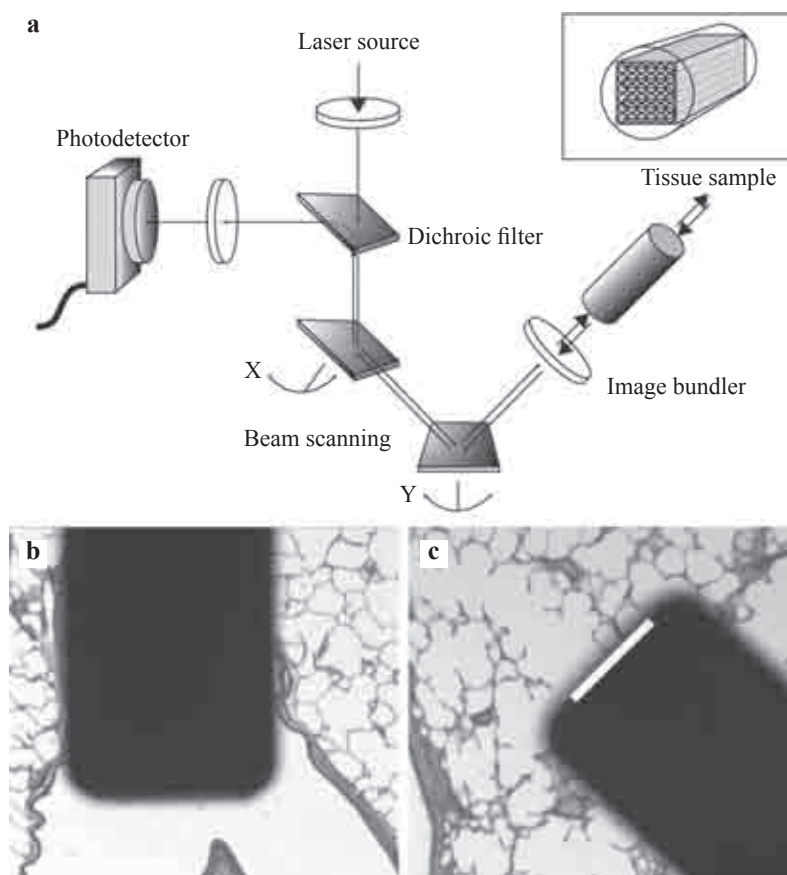 a
Laser source
Photodetector
Tissue sample
Dichroic filter
X
Image bundler
Beam scanning
Y
b
c